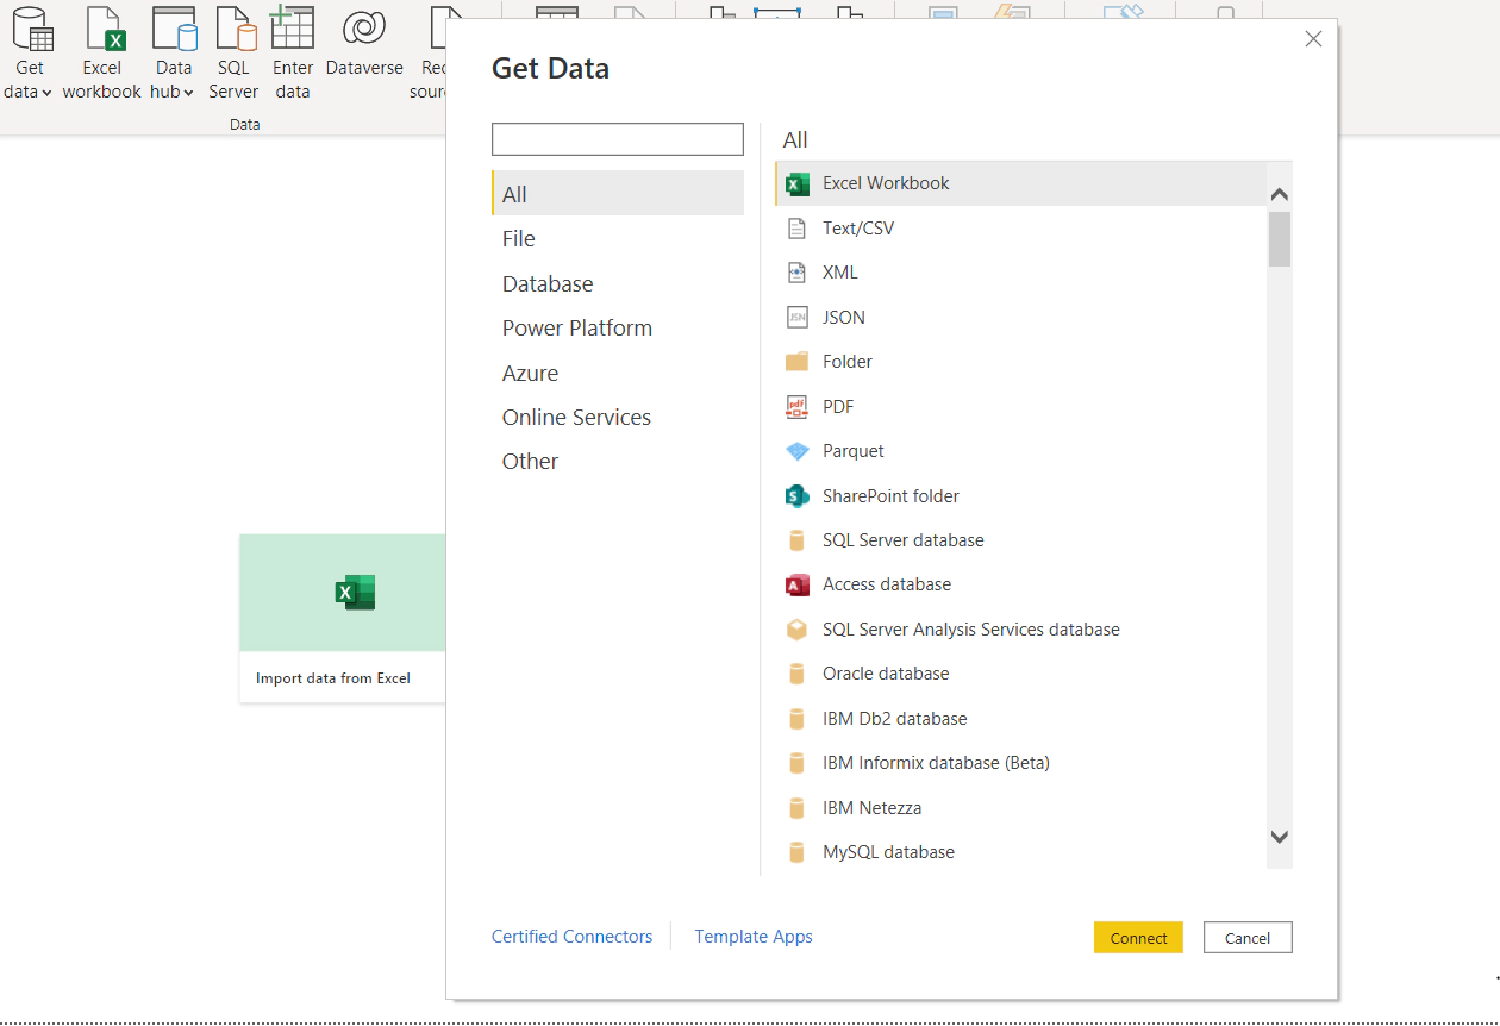 Get data
Excel workbook
Data hub
SQL Server
Enter data
Dataverse
Data
Get Data
All
File
Database
Power Platform
Azure
Online Services
Other
All
Excel Workbook
Text/CSV
XML
JSON
Folder
PDF
Parquet
SharePoint folder
SQL Server database
Access database
SQL Server Analysis Services database
Oracle database
IBM Db2 database
IBM Informix database (Beta)
IBM Netezza
MySQL database
Import data from Excel
Certified Connectors
Template Apps
Connect
Cancel